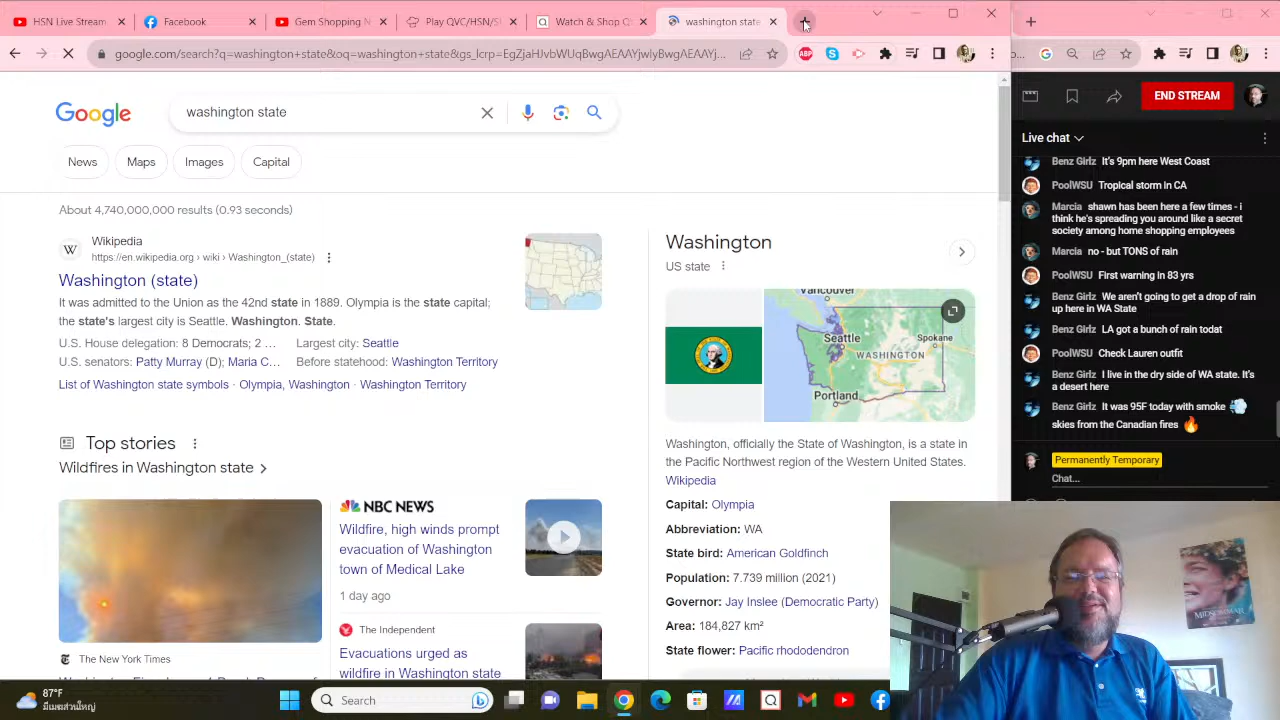 HSN Live Stream
Facebook
Gem Shopping N
Play QVC/HSN/S
Watch & Shop C
washington state
google.com/search?q=washington+state&oq=washington+state&gs_lcrp=EgZjaHJvbWUqBwgAEAAYjwIyBwgAEAAYj...
Google
washington state
News
Maps
Images
Capital
About 4,740,000,000 results (0.93 seconds)
Wikipedia
https://en.wikipedia.org › wiki › Washington_(state)
Washington (state)
It was admitted to the Union as the 42nd state in 1889. Olympia is the state capital;
the state's largest city is Seattle. Washington. State.
U.S. House delegation: 8 Democrats; 2 ...
Largest city: Seattle
U.S. senators: Patty Murray (D); Maria C...
Before statehood: Washington Territory
List of Washington state symbols · Olympia, Washington · Washington Territory
Top stories
Wildfires in Washington state
The New York Times
NBC NEWS
Wildfire, high winds prompt
evacuation of Washington
town of Medical Lake
1 day ago
The Independent
Evacuations urged as
wildfire in Washington state
Washington
US state
Vancouver
Seattle
Spokane
WASHINGTON
Portland
Washington, officially the State of Washington, is a state in
the Pacific Northwest region of the Western United States.
Wikipedia
Capital: Olympia
Abbreviation: WA
State bird: American Goldfinch
Population: 7.739 million (2021)
Governor: Jay Inslee (Democratic Party)
Area: 184,827 km²
State flower: Pacific rhododendron
END STREAM
Live chat
Benz Girlz It's 9pm here West Coast
PoolWSU Tropical storm in CA
Marcia shawn has been here a few times - i
think he's spreading you around like a secret
society among home shopping employees
Marcia no - but TONS of rain
PoolWSU First warning in 83 yrs
Benz Girlz We aren't going to get a drop of rain
up here in WA State
Benz Girlz LA got a bunch of rain todat
PoolWSU Check Lauren outfit
Benz Girlz I live in the dry side of WA state. It's
a desert here
Benz Girlz It was 95F today with smoke 💨
skies from the Canadian fires 🔥
Permanently Temporary
Chat...
MIDSOMMAR
87°F
มีเมฆส่วนใหญ่
Search